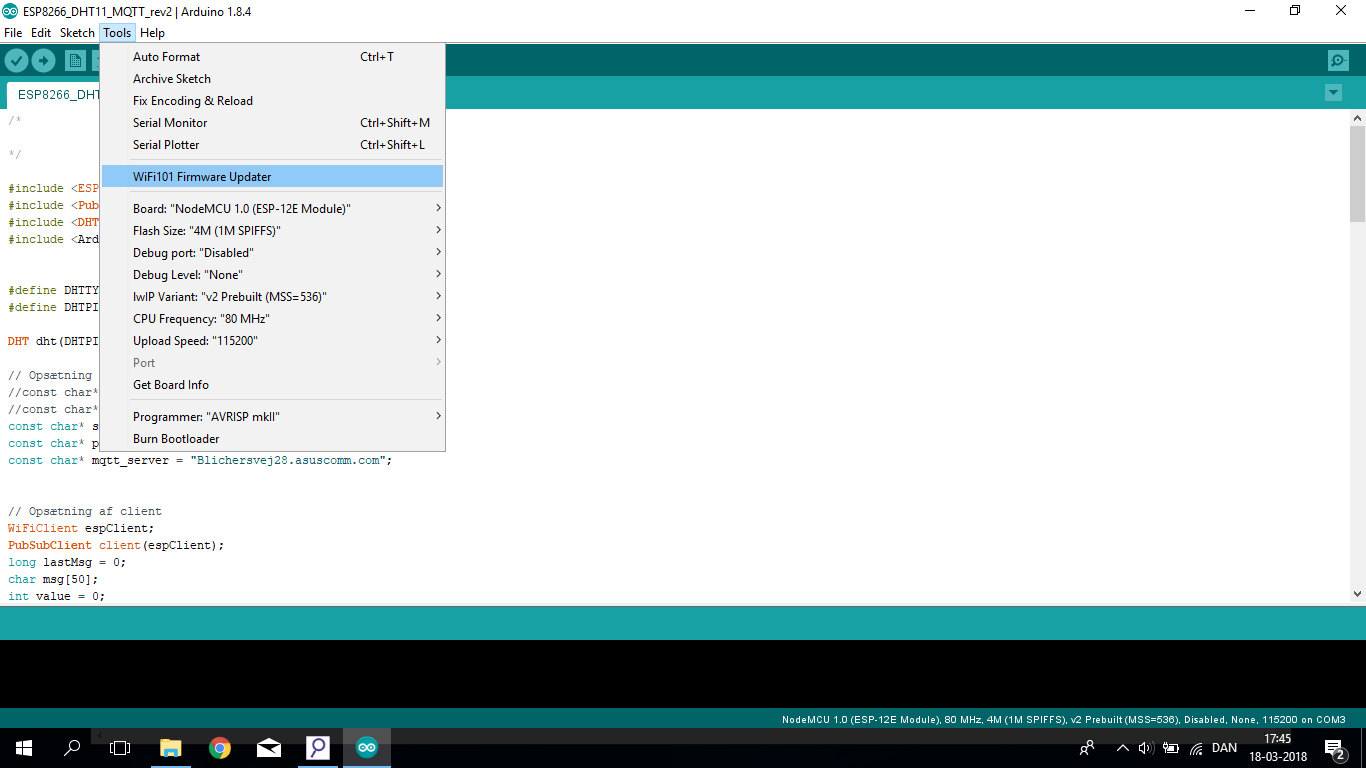 ESP8266_DHT11_MQTT_rev2 | Arduino 1.8.4
File Edit Sketch Tools Help
Auto Format Ctrl+T
Archive Sketch
Fix Encoding & Reload
Serial Monitor Ctrl+Shift+M
Serial Plotter Ctrl+Shift+L
WiFi101 Firmware Updater
Board: "NodeMCU 1.0 (ESP-12E Module)"
Flash Size: "4M (1M SPIFFS)"
Debug port: "Disabled"
Debug Level: "None"
lwIP Variant: "v2 Prebuilt (MSS=536)"
CPU Frequency: "80 MHz"
Upload Speed: "115200"
Port
Get Board Info
Programmer: "AVRISP mkII"
Burn Bootloader
ESP8266_DHT
/*
*/
#include <ESP
#include <Pub
#include <DHT
#include <Ard
#define DHTTY
#define DHTPI
DHT dht(DHTPI
// Opsætning
//const char*
//const char*
const char* s
const char* p
const char* mqtt_server = "Blichersvej28.asuscomm.com";
// Opsætning af client
WiFiClient espClient;
PubSubClient client(espClient);
long lastMsg = 0;
char msg[50];
int value = 0;
NodeMCU 1.0 (ESP-12E Module), 80 MHz, 4M (1M SPIFFS), v2 Prebuilt (MSS=536), Disabled, None, 115200 on COM3
DAN
17:45
18-03-2018
2